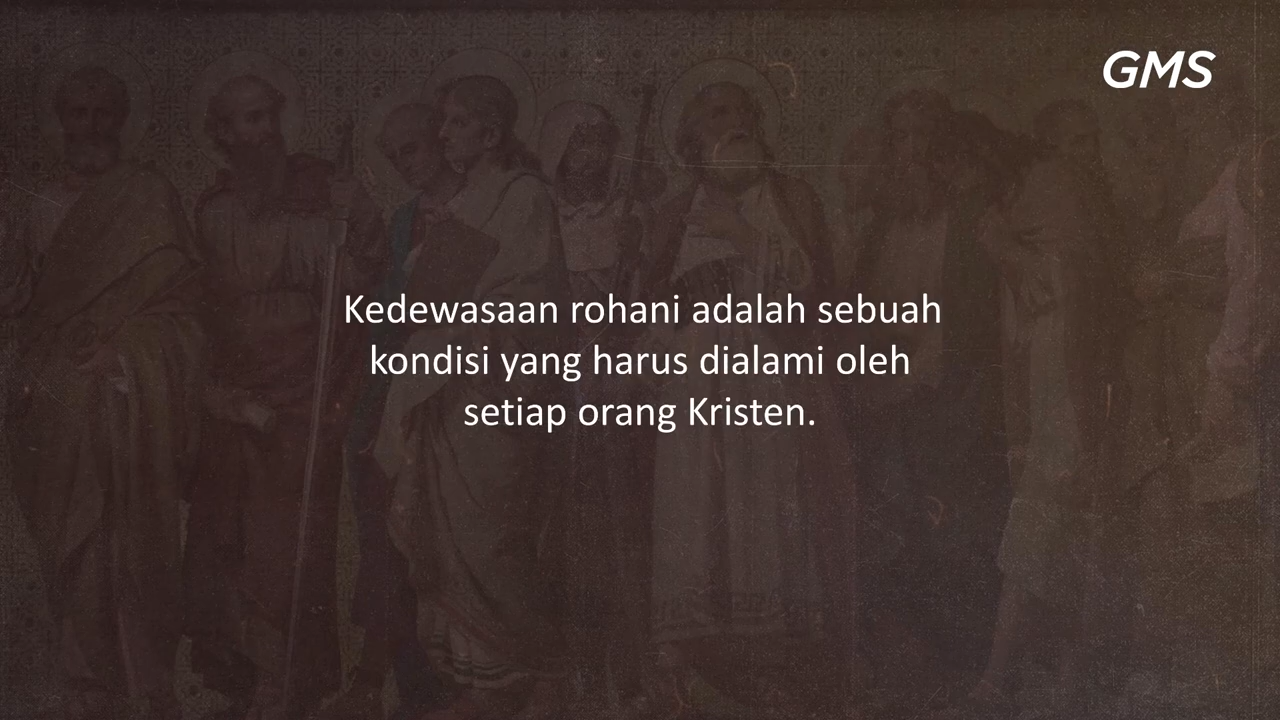 GMS
Kedewasaan rohani adalah sebuah
kondisi yang harus dialami oleh
setiap orang Kristen.